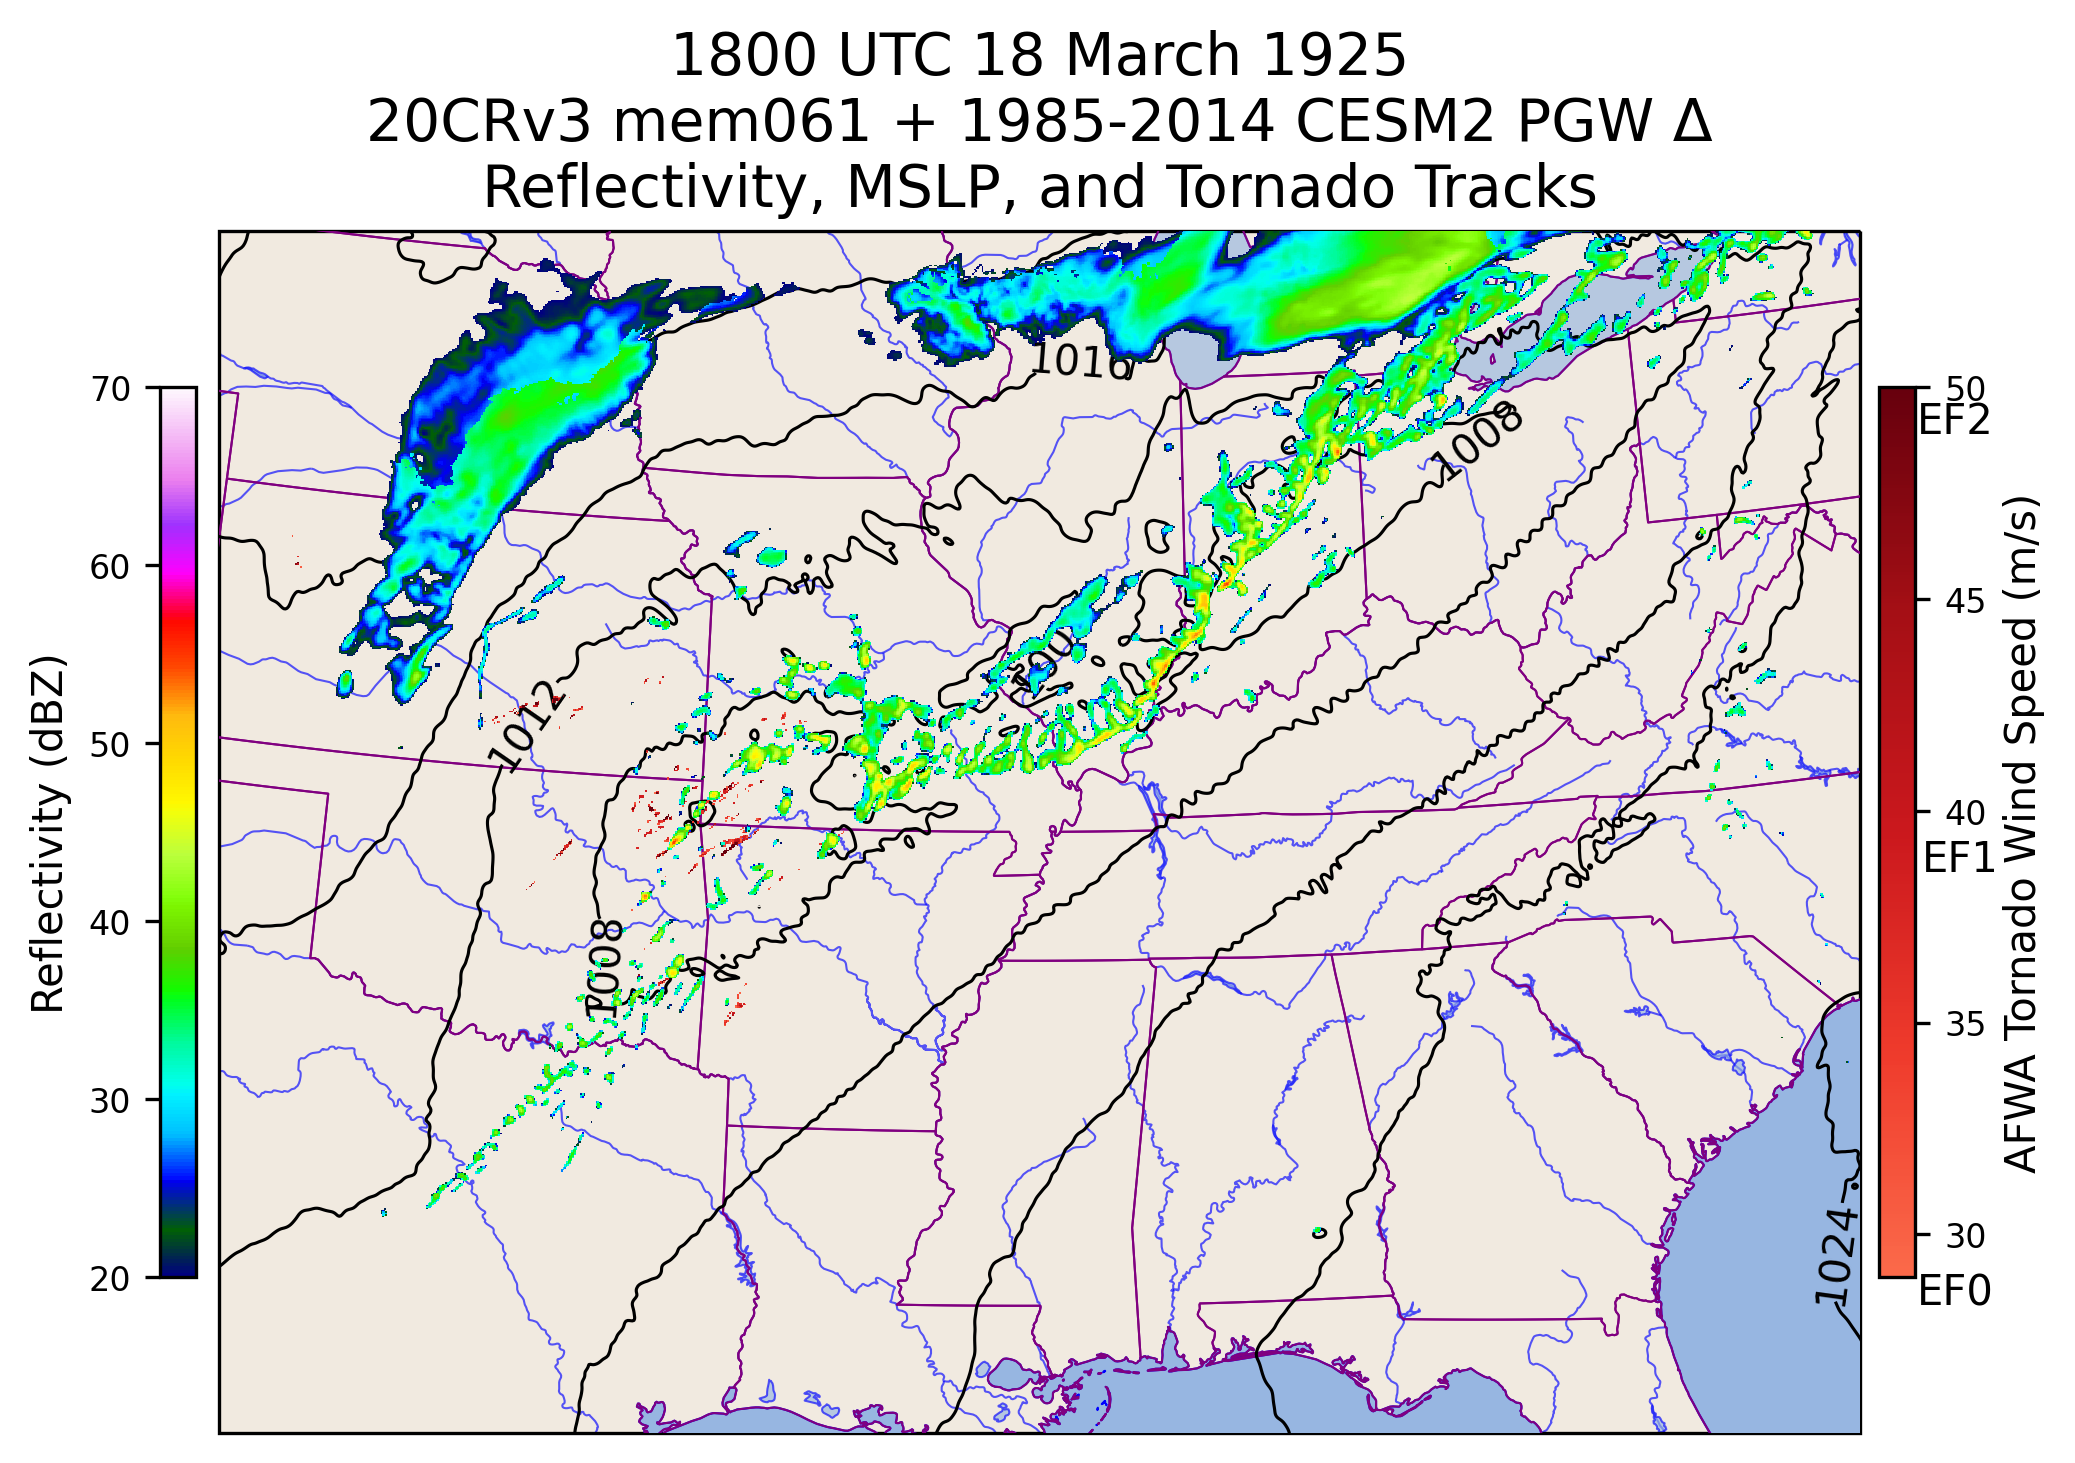 1800 UTC 18 March 1925
20CRv3 mem061 + 1985-2014 CESM2 PGW Δ
Reflectivity, MSLP, and Tornado Tracks
Reflectivity (dBZ)
70
60
50
40
30
20
1016
1008
1012
1008
1024
50
EF2
45
40
EF1
35
30
EF0
AFWA Tornado Wind Speed (m/s)